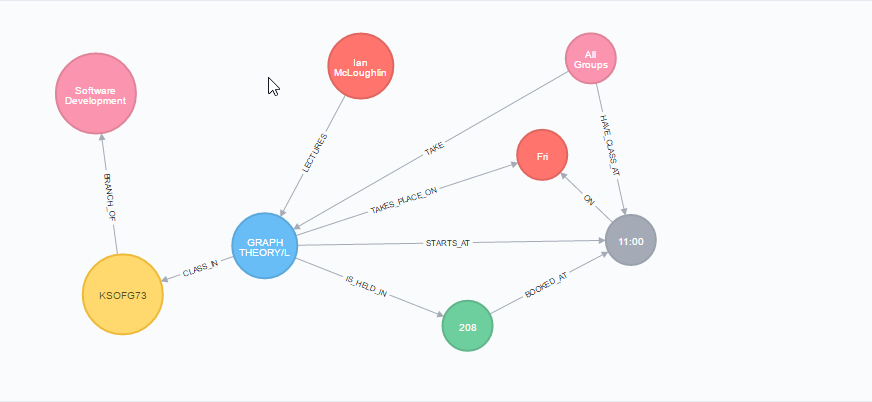 Software
Development
Ian
McLoughlin
All
Groups
LECTURES
TAKE
HAVE_CLASS_AT
Fri
BRANCH_OF
TAKES_PLACE_ON
ON
GRAPH
THEORY/L
STARTS_AT
11:00
CLASS_IN
IS_HELD_IN
BOOKED_AT
KSOFG73
208